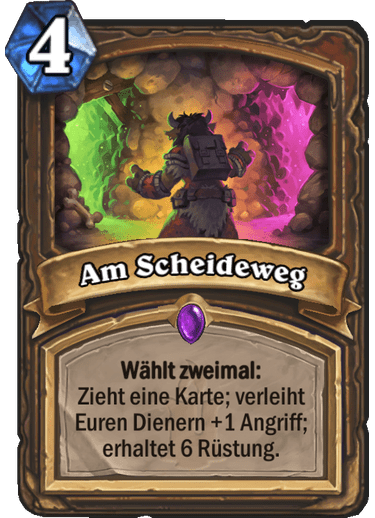 4
Am Scheideweg
Wählt zweimal:
Zieht eine Karte; verleiht
Euren Dienern +1 Angriff;
erhaltet 6 Rüstung.